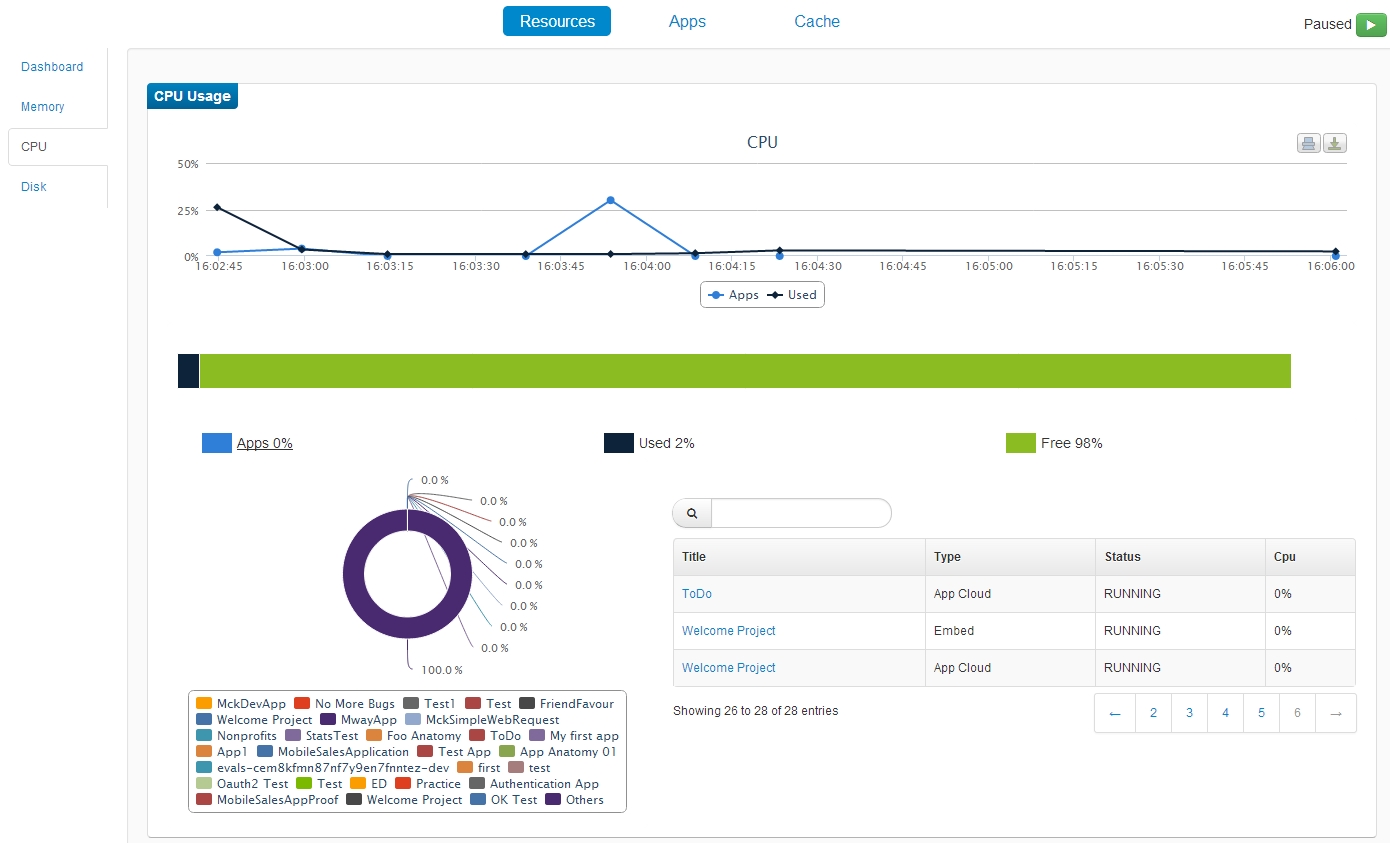 Resources Apps Cache
Paused
Dashboard
Memory
CPU
Disk
CPU Usage
CPU
50%
25%
0%
16:02:45 16:03:00 16:03:15 16:03:30 16:03:45 16:04:00 16:04:15 16:04:30 16:04:45 16:05:00 16:05:15 16:05:30 16:05:45 16:06:00
Apps Used
Apps 0% Used 2% Free 98%
0.0 %
0.0 %
0.0 %
0.0 %
0.0 %
0.0 %
0.0 %
0.0 %
0.0 %
100.0 %
MckDevApp No More Bugs Test1 Test FriendFavour
Welcome Project MwayApp MckSimpleWebRequest
Nonprofits StatsTest Foo Anatomy ToDo My first app
App1 MobileSalesApplication Test App App Anatomy 01
evals-cem8kfmn87nf7y9en7fnntez-dev first test
Oauth2 Test Test ED Practice Authentication App
MobileSalesAppProof Welcome Project OK Test Others
Title Type Status Cpu
ToDo App Cloud RUNNING 0%
Welcome Project Embed RUNNING 0%
Welcome Project App Cloud RUNNING 0%
Showing 26 to 28 of 28 entries
← 2 3 4 5 6 →